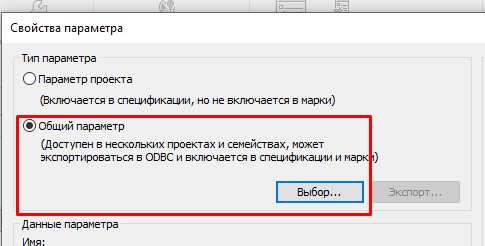 Свойства параметра
Тип параметра
Параметр проекта
(Включается в спецификации, но не включается в марки)
Общий параметр
(Доступен в нескольких проектах и семействах, может
экспортироваться в ODBC и включается в спецификации и марки)
Выбор... Экспорт...
Данные параметра
Имя: